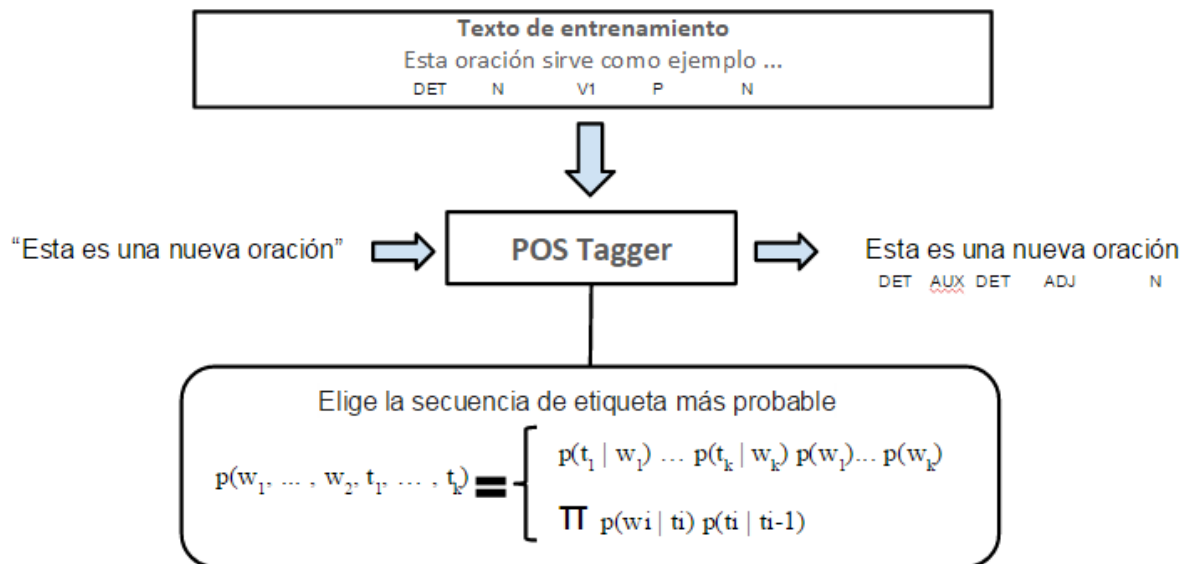 Texto de entrenamiento
Esta oración sirve como ejemplo ...
DET N V1 P N
“Esta es una nueva oración”
POS Tagger
Esta es una nueva oración
DET AUX DET ADJ N
Elige la secuencia de etiqueta más probable
p(w₁, ... , w₂, t₁, ... , tₖ) =
p(t₁ | w₁) ... p(tₖ | wₖ) p(w₁)... p(wₖ)
π p(wi | ti) p(ti | ti-1)